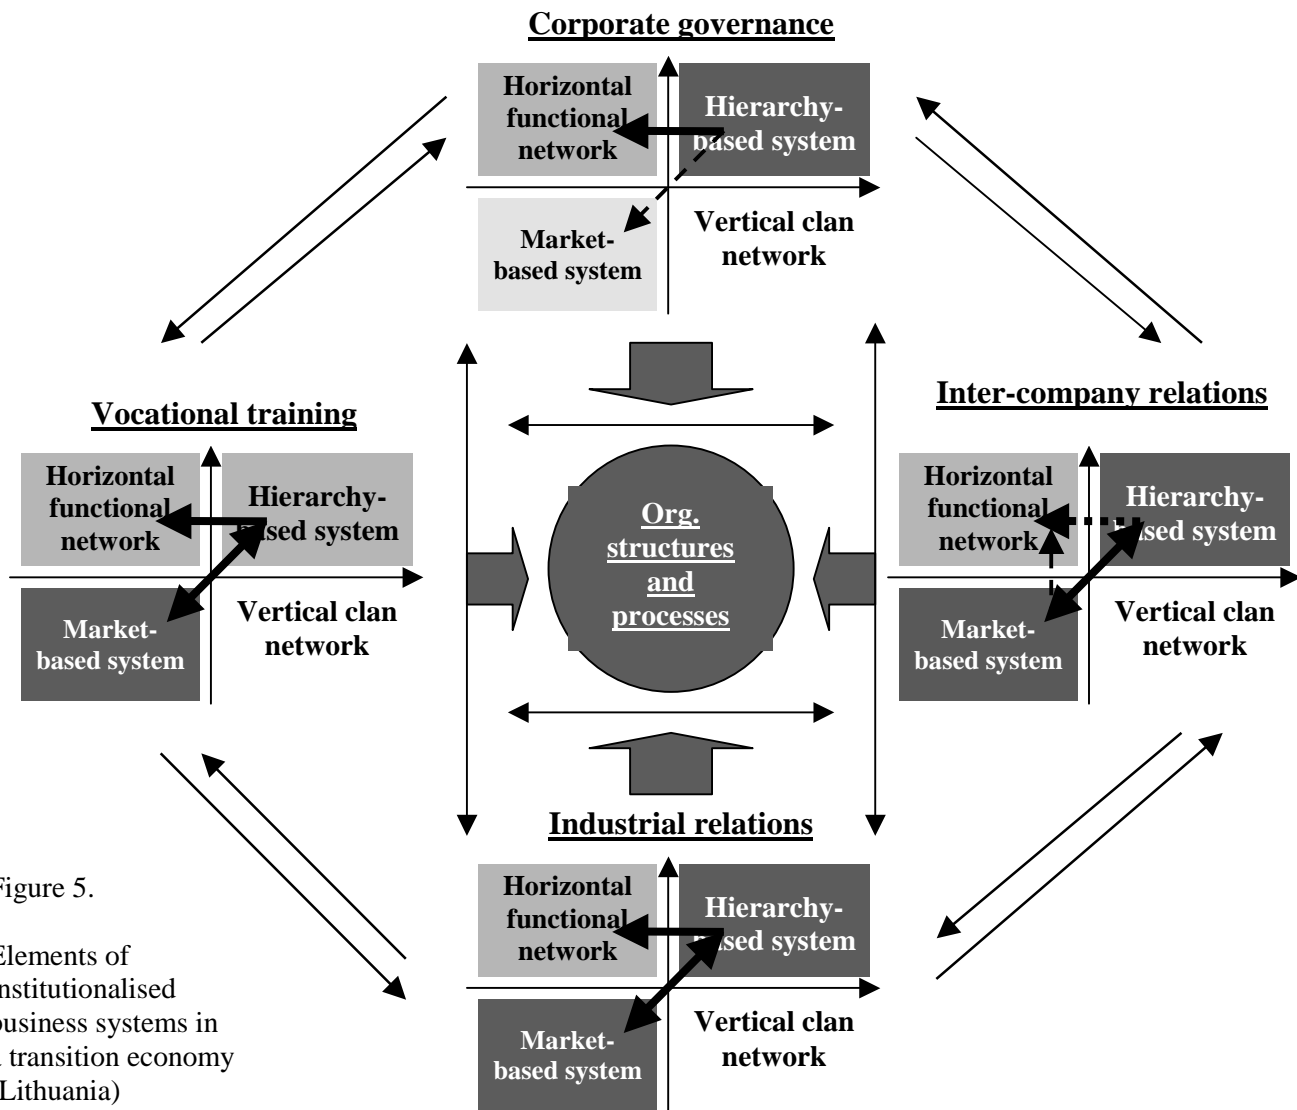 Corporate governance
Horizontal
functional
network
Hierarchy-
based system
Market-
based system
Vertical clan
network
Vocational training
Horizontal
functional
network
Hierarchy-
based system
Market-
based system
Vertical clan
network
Org.
structures
and
processes
Inter-company relations
Horizontal
functional
network
Hierarchy-
based system
Market-
based system
Vertical clan
network
Industrial relations
Horizontal
functional
network
Hierarchy-
based system
Market-
based system
Vertical clan
network
Figure 5.
Elements of
institutionalised
business systems in
a transition economy
(Lithuania)